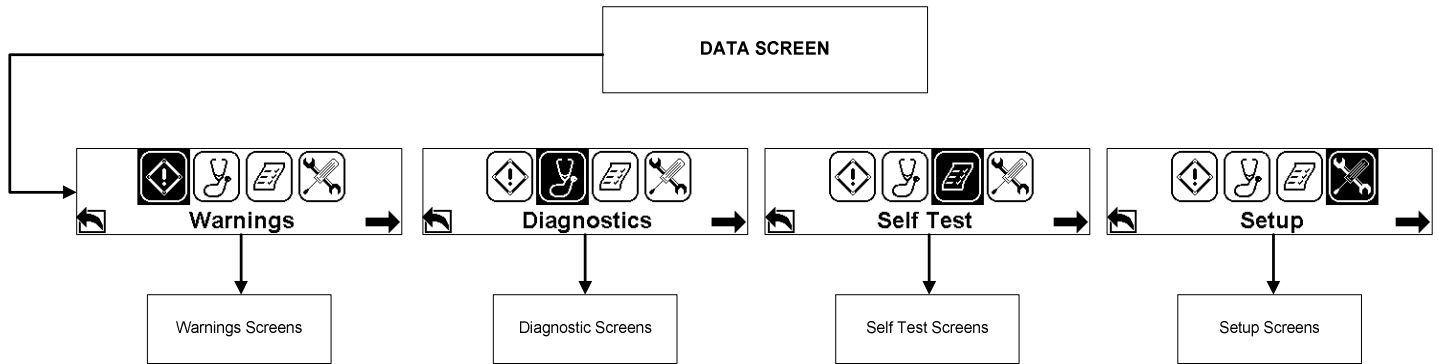 DATA SCREEN
Warnings
Diagnostics
Self Test
Setup
Warnings Screens
Diagnostic Screens
Self Test Screens
Setup Screens